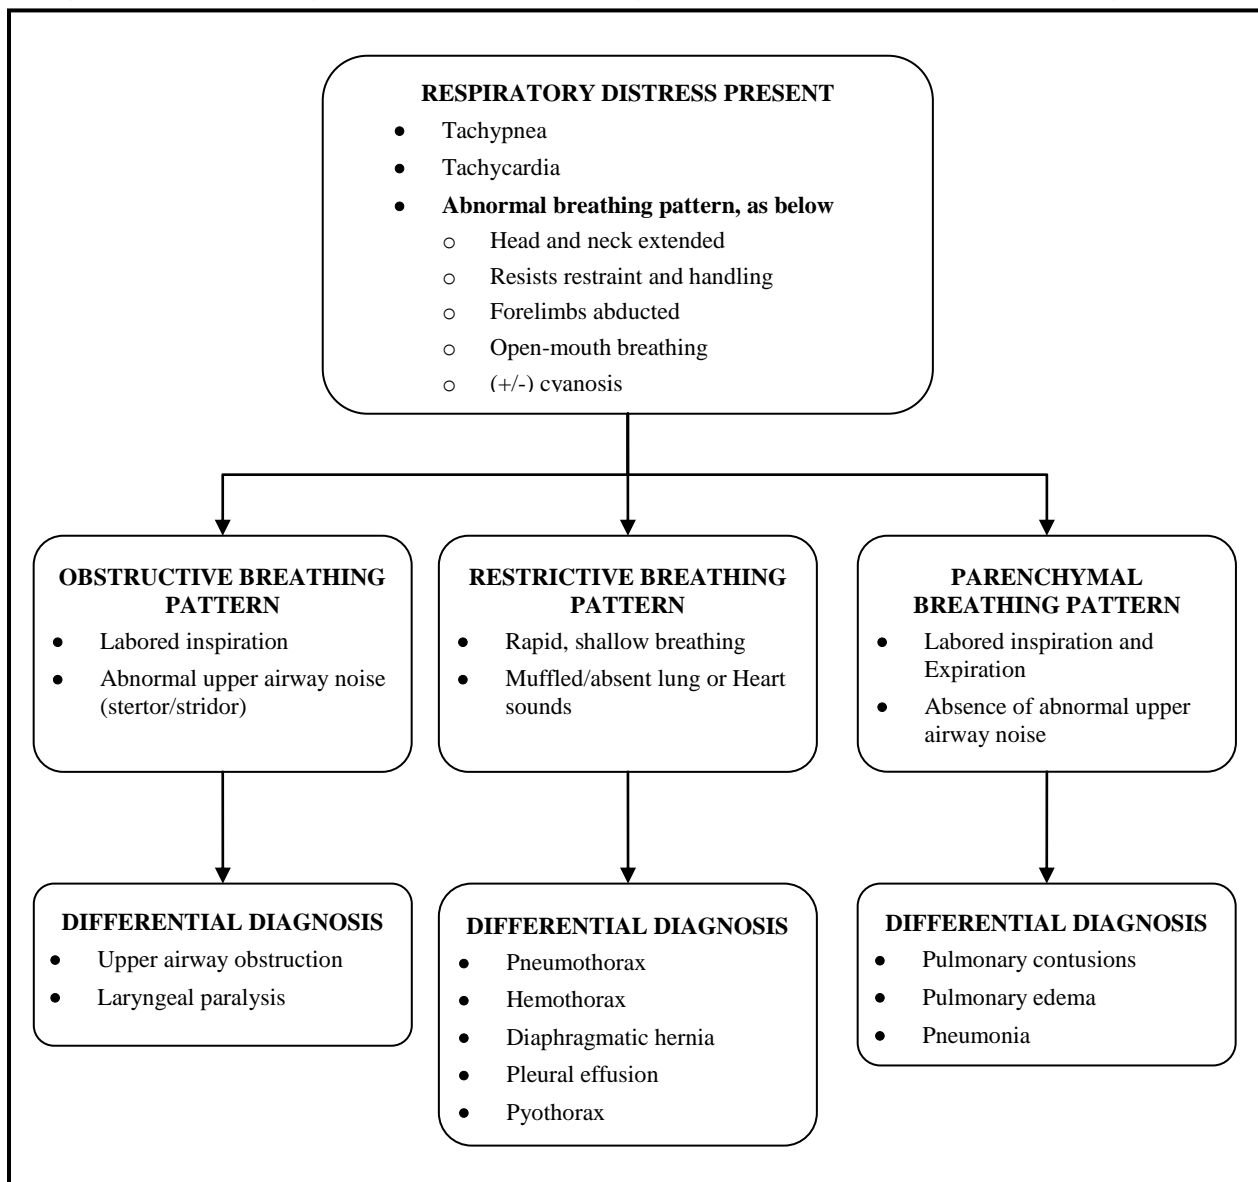 RESPIRATORY DISTRESS PRESENT
● Tachypnea
● Tachycardia
● Abnormal breathing pattern, as below
o Head and neck extended
o Resists restraint and handling
o Forelimbs abducted
o Open-mouth breathing
o (+/-) cyanosis
OBSTRUCTIVE BREATHING
PATTERN
● Labored inspiration
● Abnormal upper airway noise
(stertor/stridor)
RESTRICTIVE BREATHING
PATTERN
● Rapid, shallow breathing
● Muffled/absent lung or Heart
sounds
PARENCHYMAL
BREATHING PATTERN
● Labored inspiration and
Expiration
● Absence of abnormal upper
airway noise
DIFFERENTIAL DIAGNOSIS
● Upper airway obstruction
● Laryngeal paralysis
DIFFERENTIAL DIAGNOSIS
● Pneumothorax
● Hemothorax
● Diaphragmatic hernia
● Pleural effusion
● Pyothorax
DIFFERENTIAL DIAGNOSIS
● Pulmonary contusions
● Pulmonary edema
● Pneumonia